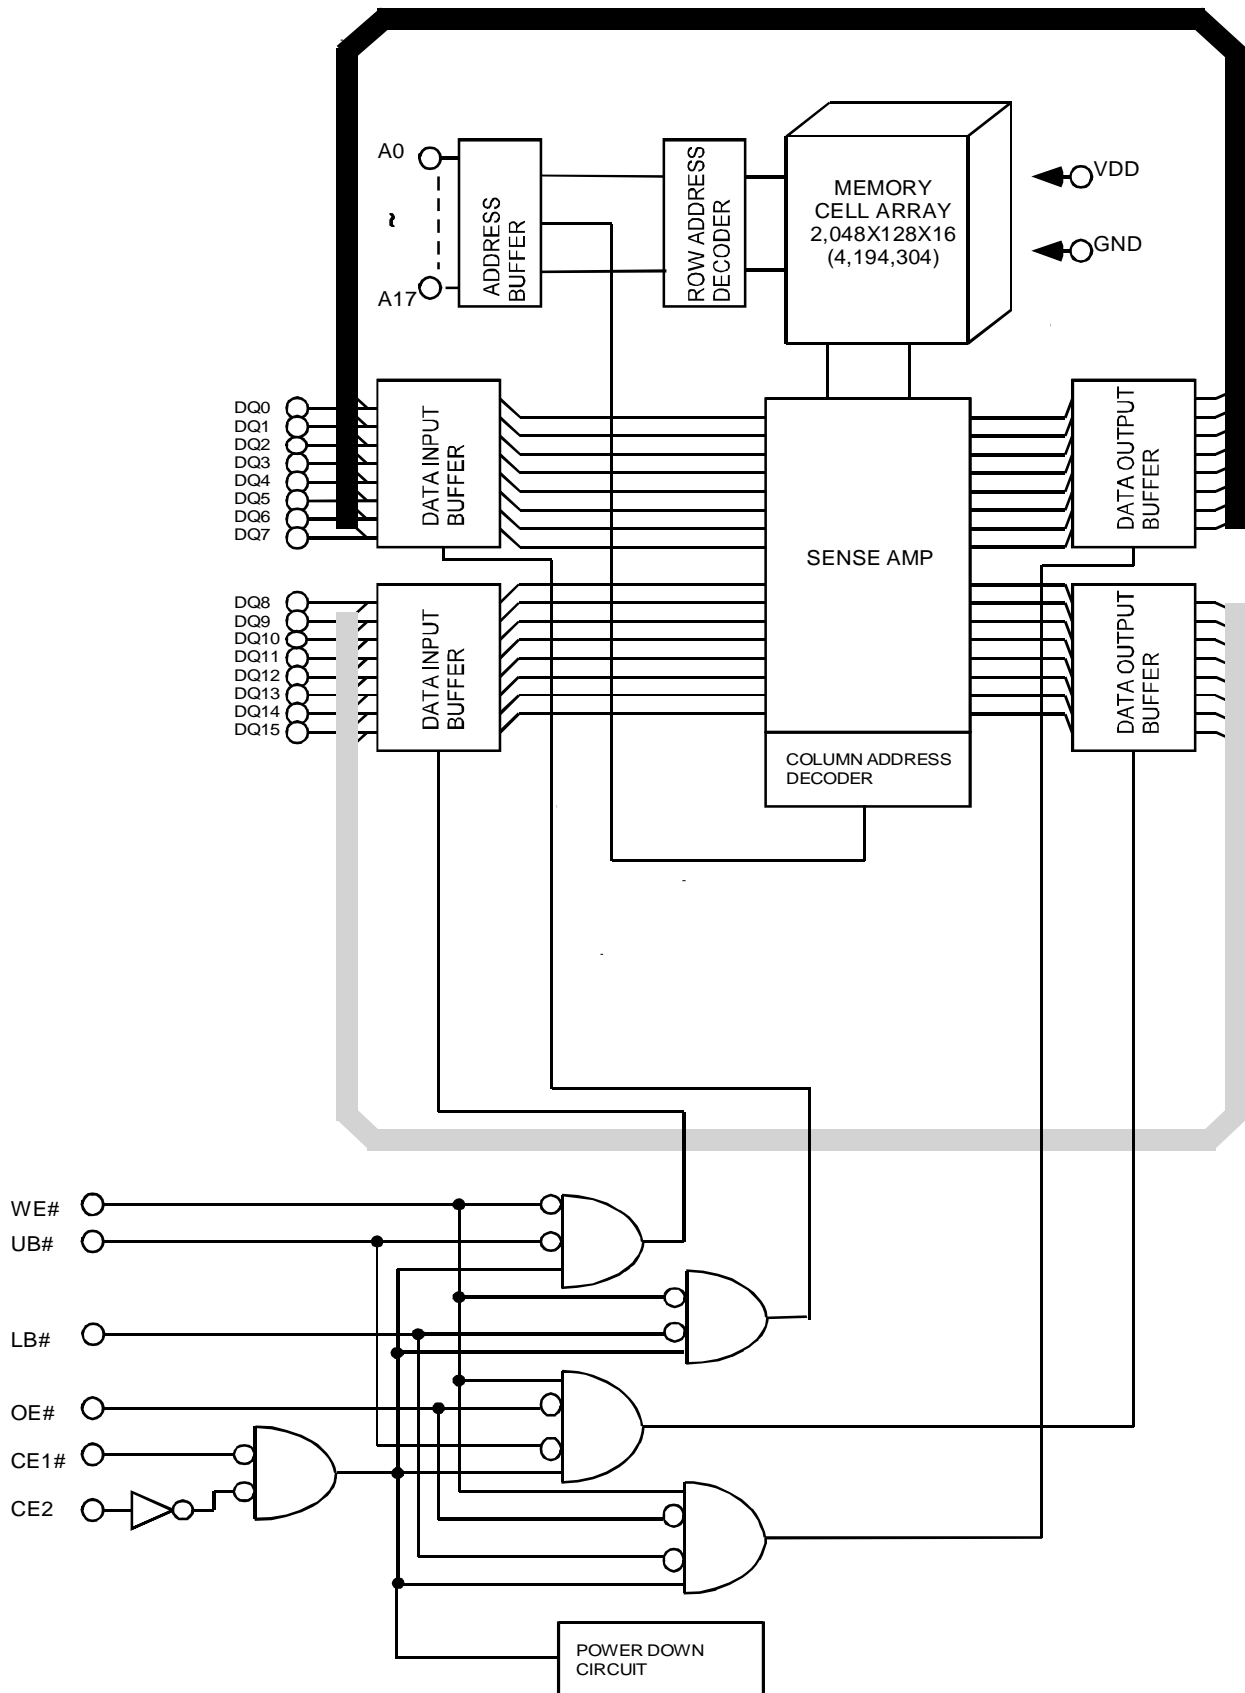 A0
~
A17
ADDRESS
BUFFER
ROW ADDRESS
DECODER
MEMORY
CELL ARRAY
2,048X128X16
(4,194,304)
VDD
GND
DQ0
DQ1
DQ2
DQ3
DQ4
DQ5
DQ6
DQ7
DATA INPUT
BUFFER
SENSE AMP
DATA OUTPUT
BUFFER
DQ8
DQ9
DQ10
DQ11
DQ12
DQ13
DQ14
DQ15
DATA INPUT
BUFFER
DATA OUTPUT
BUFFER
COLUMN ADDRESS
DECODER
WE#
UB#
LB#
OE#
CE1#
CE2
POWER DOWN
CIRCUIT